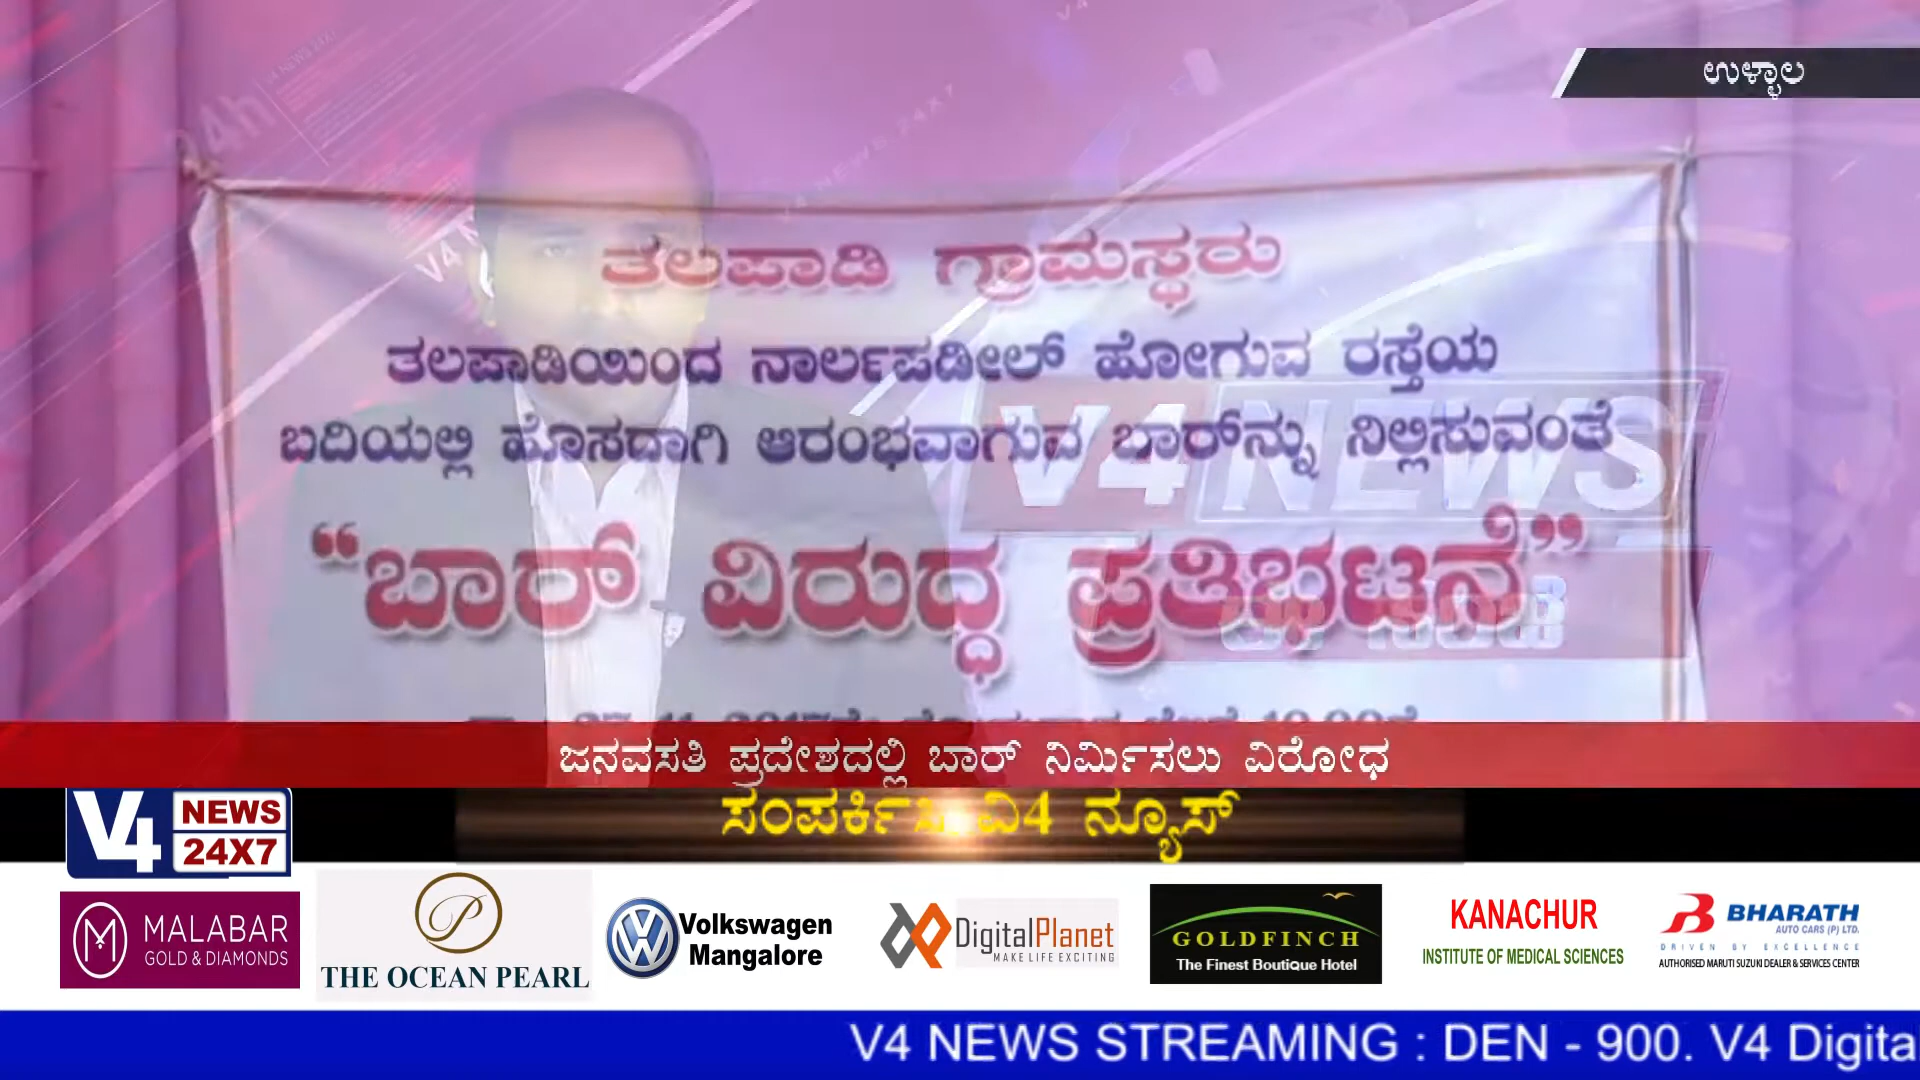 ಉಳ್ಳಾಲ
ತಲಪಾಡಿ ಗ್ರಾಮಸ್ಥರು
ತಲಪಾಡಿಯಿಂದ ನಾರ್ಲಪಡೀಲ್ ಹೋಗುವ ರಸ್ತೆಯ
ಬದಿಯಲ್ಲಿ ಹೊಸದಾಗಿ ಆರಂಭವಾಗುವ ಬಾರ್‌ನ್ನು ನಿಲ್ಲಿಸುವಂತೆ
V4 NEWS
“ಬಾರ್ ವಿರುದ್ಧ ಪ್ರತಿಭಟನೆ”
ಜನವಸತಿ ಪ್ರದೇಶದಲ್ಲಿ ಬಾರ್ ನಿರ್ಮಿಸಲು ವಿರೋಧ
ಸಂಪರ್ಕಿಸಿ ವಿ4 ನ್ಯೂಸ್
V4 NEWS 24X7
MALABAR
GOLD & DIAMONDS
THE OCEAN PEARL
Volkswagen
Mangalore
DigitalPlanet
MAKE LIFE EXCITING
GOLDFINCH
The Finest Boutique Hotel
KANACHUR
INSTITUTE OF MEDICAL SCIENCES
BHARATH
AUTO CARS (P) LTD.
DRIVEN BY EXCELLENCE
AUTHORISED MARUTI SUZUKI DEALER & SERVICES CENTER
V4 NEWS STREAMING : DEN - 900. V4 Digita